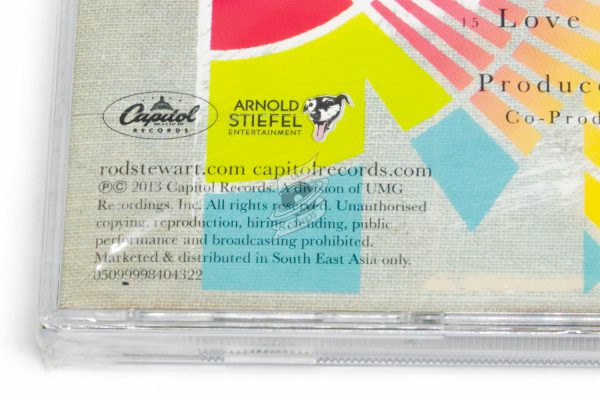 15 Love
Produc
Co-Prod
Capitol
RECORDS
ARNOLD
STIEFEL
ENTERTAINMENT
rodstewart.com capitolrecords.com
ⓅⒸ 2013 Capitol Records. A division of UMG
Recordings, Inc. All rights reserved. Unauthorised
copying, reproduction, hiring, lending, public
performance and broadcasting prohibited.
Marketed & distributed in South East Asia only.
05099998404322